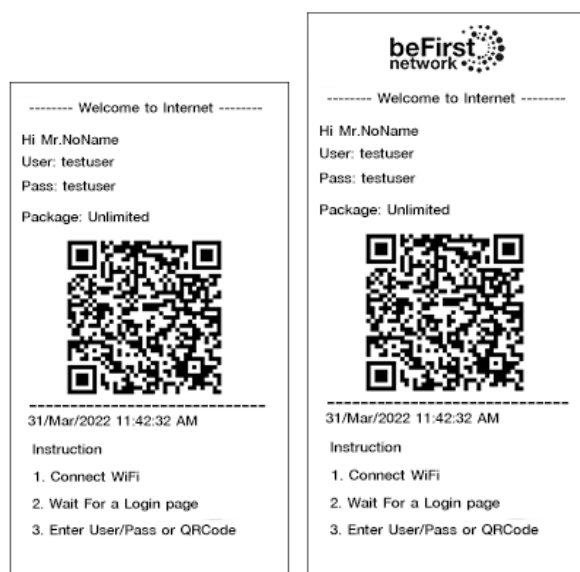 -------- Welcome to Internet --------
Hi Mr.NoName
User: testuser
Pass: testuser
Package: Unlimited
31/Mar/2022 11:42:32 AM
Instruction
1. Connect WiFi
2. Wait For a Login page
3. Enter User/Pass or QRCode
beFirst
network
-------- Welcome to Internet --------
Hi Mr.NoName
User: testuser
Pass: testuser
Package: Unlimited
31/Mar/2022 11:42:32 AM
Instruction
1. Connect WiFi
2. Wait For a Login page
3. Enter User/Pass or QRCode